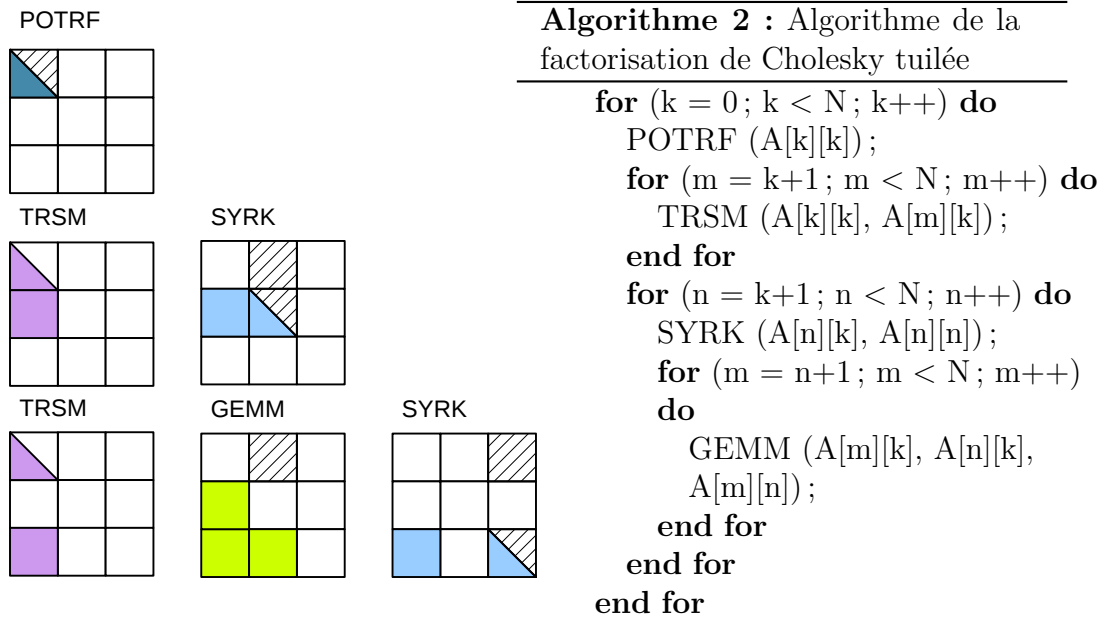 POTRF
TRSM SYRK
TRSM GEMM SYRK
Algorithme 2 : Algorithme de la
factorisation de Cholesky tuilée
for (k = 0 ; k < N ; k++) do
POTRF (A[k][k]) ;
for (m = k+1 ; m < N ; m++) do
TRSM (A[k][k], A[m][k]) ;
end for
for (n = k+1 ; n < N ; n++) do
SYRK (A[n][k], A[n][n]) ;
for (m = n+1 ; m < N ; m++)
do
GEMM (A[m][k], A[n][k],
A[m][n]) ;
end for
end for
end for